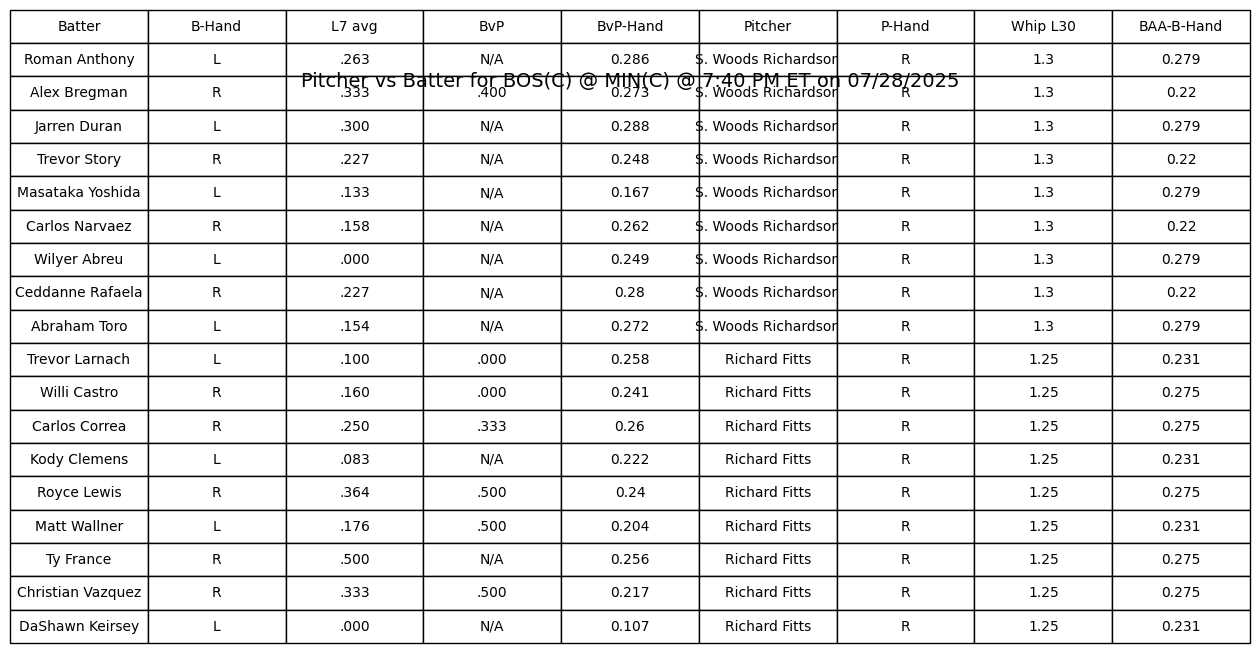 Batter B-Hand L7 avg BvP BvP-Hand Pitcher P-Hand Whip L30 BAA-B-Hand
Roman Anthony L .263 N/A 0.286 S. Woods Richardson R 1.3 0.279
Pitcher vs Batter for BOS(C) @ MIN(C) @ 7:40 PM ET on 07/28/2025
Alex Bregman R .333 .400 0.273 S. Woods Richardson R 1.3 0.22
Jarren Duran L .300 N/A 0.288 S. Woods Richardson R 1.3 0.279
Trevor Story R .227 N/A 0.248 S. Woods Richardson R 1.3 0.22
Masataka Yoshida L .133 N/A 0.167 S. Woods Richardson R 1.3 0.279
Carlos Narvaez R .158 N/A 0.262 S. Woods Richardson R 1.3 0.22
Wilyer Abreu L .000 N/A 0.249 S. Woods Richardson R 1.3 0.279
Ceddanne Rafaela R .227 N/A 0.28 S. Woods Richardson R 1.3 0.22
Abraham Toro L .154 N/A 0.272 S. Woods Richardson R 1.3 0.279
Trevor Larnach L .100 .000 0.258 Richard Fitts R 1.25 0.231
Willi Castro R .160 .000 0.241 Richard Fitts R 1.25 0.275
Carlos Correa R .250 .333 0.26 Richard Fitts R 1.25 0.275
Kody Clemens L .083 N/A 0.222 Richard Fitts R 1.25 0.231
Royce Lewis R .364 .500 0.24 Richard Fitts R 1.25 0.275
Matt Wallner L .176 .500 0.204 Richard Fitts R 1.25 0.231
Ty France R .500 N/A 0.256 Richard Fitts R 1.25 0.275
Christian Vazquez R .333 .500 0.217 Richard Fitts R 1.25 0.275
DaShawn Keirsey L .000 N/A 0.107 Richard Fitts R 1.25 0.231